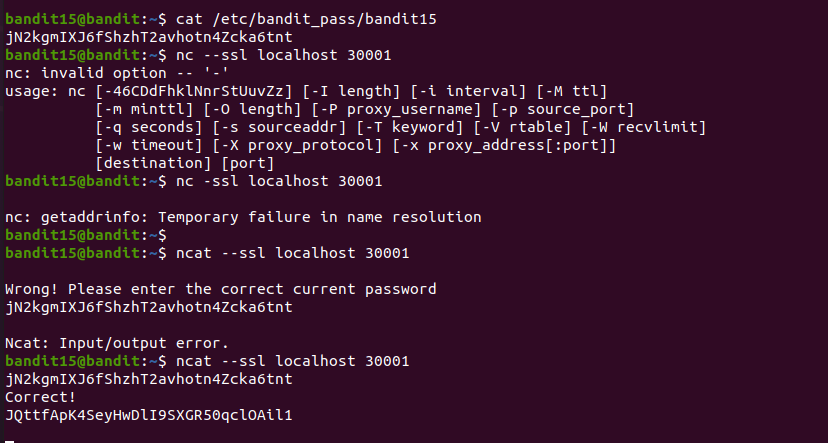 bandit15@bandit:~$ cat /etc/bandit_pass/bandit15
jN2kgmIXJ6fShzhT2avhotn4Zcka6tnt
bandit15@bandit:~$ nc --ssl localhost 30001
nc: invalid option -- '-'
usage: nc [-46CDdFhklNnrStUuvZz] [-I length] [-i interval] [-M ttl]
          [-m minttl] [-O length] [-P proxy_username] [-p source_port]
          [-q seconds] [-s sourceaddr] [-T keyword] [-V rtable] [-W recvlimit]
          [-w timeout] [-X proxy_protocol] [-x proxy_address[:port]]
          [destination] [port]
bandit15@bandit:~$ nc -ssl localhost 30001
nc: getaddrinfo: Temporary failure in name resolution
bandit15@bandit:~$
bandit15@bandit:~$ ncat --ssl localhost 30001
Wrong! Please enter the correct current password
jN2kgmIXJ6fShzhT2avhotn4Zcka6tnt
Ncat: Input/output error.
bandit15@bandit:~$ ncat --ssl localhost 30001
jN2kgmIXJ6fShzhT2avhotn4Zcka6tnt
Correct!
JQttfApK4SeyHwDlI9SXGR50qclOAil1